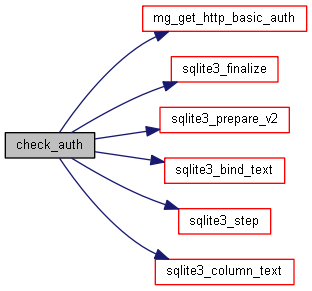 mg_get_http_basic_auth
sqlite3_finalize
sqlite3_prepare_v2
check_auth
sqlite3_bind_text
sqlite3_step
sqlite3_column_text